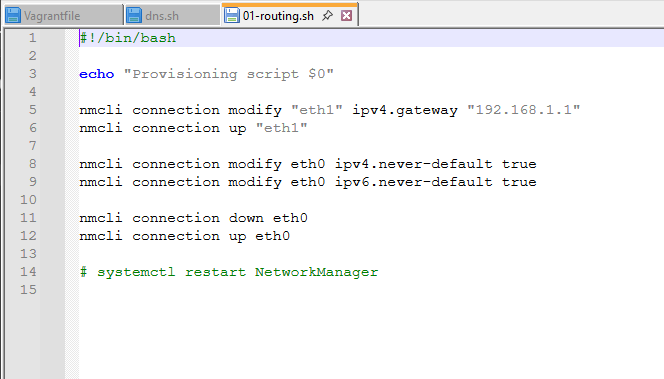 Vagrantfile dns.sh 01-routing.sh
1 #!/bin/bash
2
3 echo "Provisioning script $0"
4
5 nmcli connection modify "eth1" ipv4.gateway "192.168.1.1"
6 nmcli connection up "eth1"
7
8 nmcli connection modify eth0 ipv4.never-default true
9 nmcli connection modify eth0 ipv6.never-default true
10
11 nmcli connection down eth0
12 nmcli connection up eth0
13
14 # systemctl restart NetworkManager
15